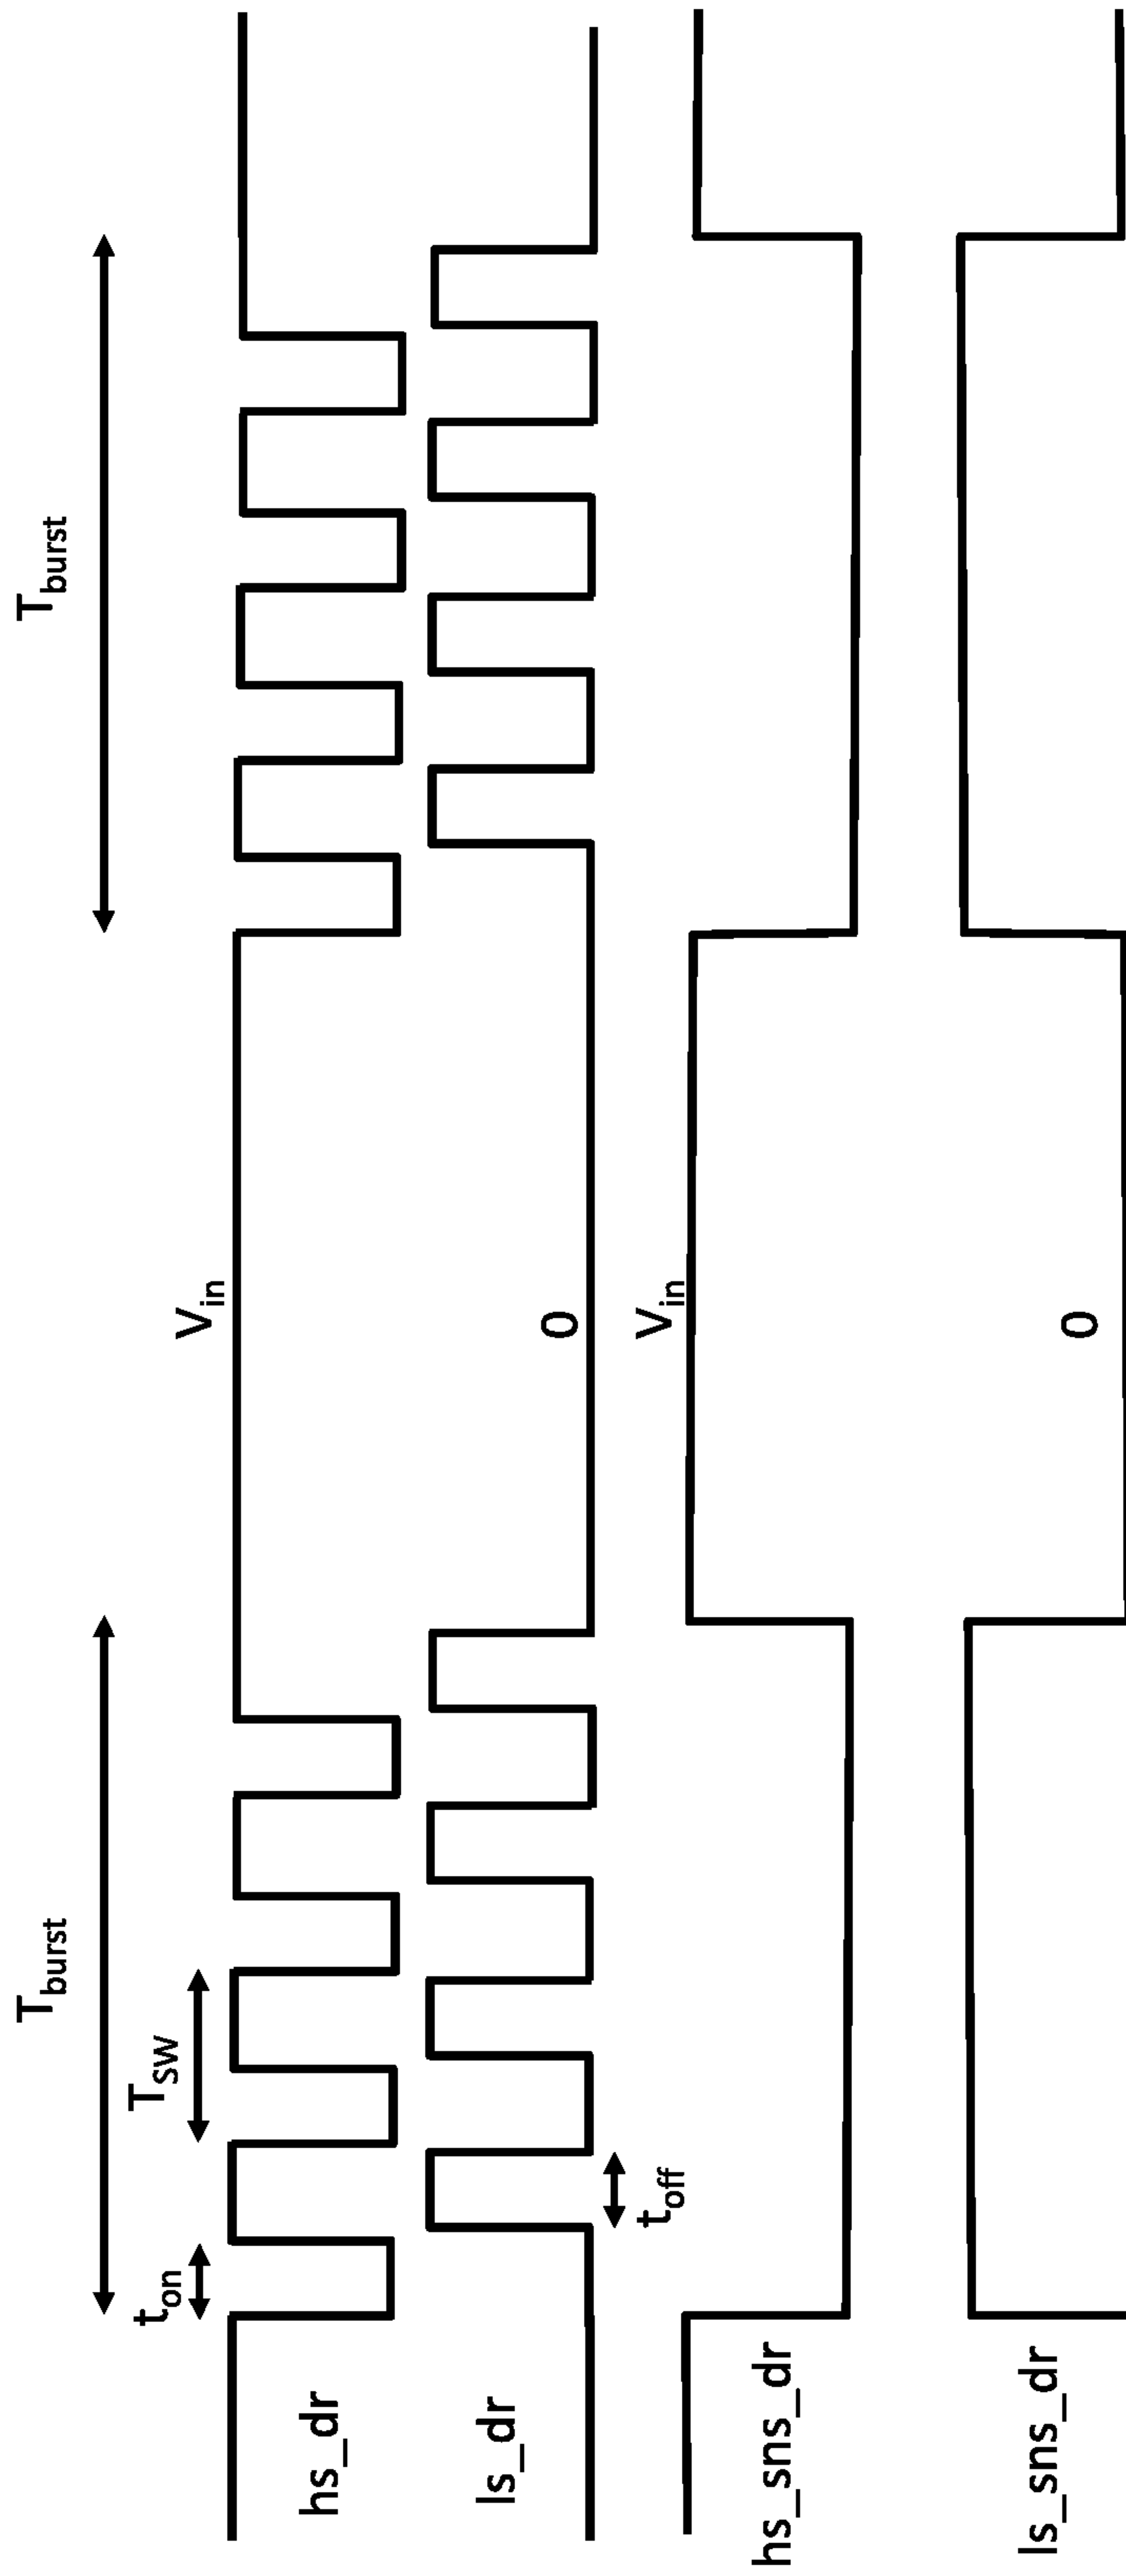 T_burst
T_burst
t_on
T_SW
V_in
hs_dr
ls_dr
0
t_off
V_in
hs_sns_dr
0
ls_sns_dr